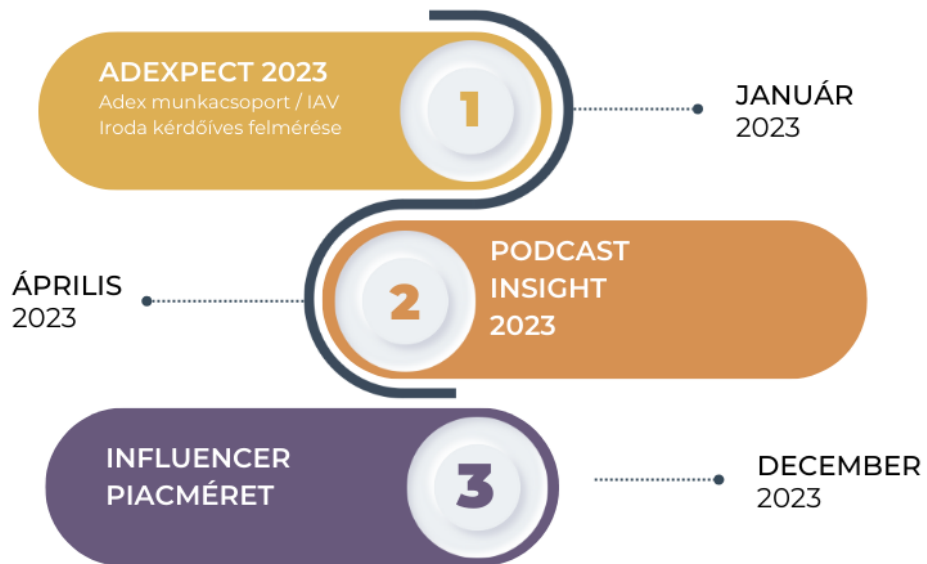 ADEXPECT 2023
Adex munkacsoport / IAV
Iroda kérdőíves felmérése
1
JANUÁR
2023
ÁPRILIS
2023
2
PODCAST
INSIGHT
2023
INFLUENCER
PIACMÉRET
3
DECEMBER
2023